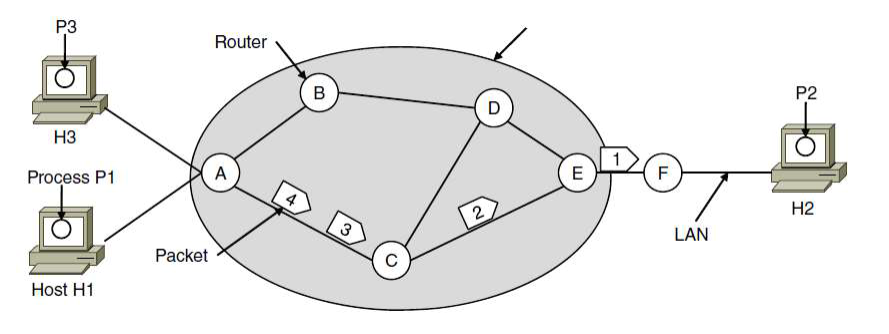 P3
Router
B
D
P2
H3
A
E
1
F
Process P1
4
2
H2
3
LAN
Packet
C
Host H1